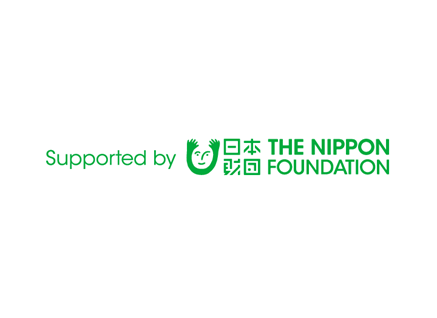 Supported by
日本
財団
THE NIPPON
FOUNDATION